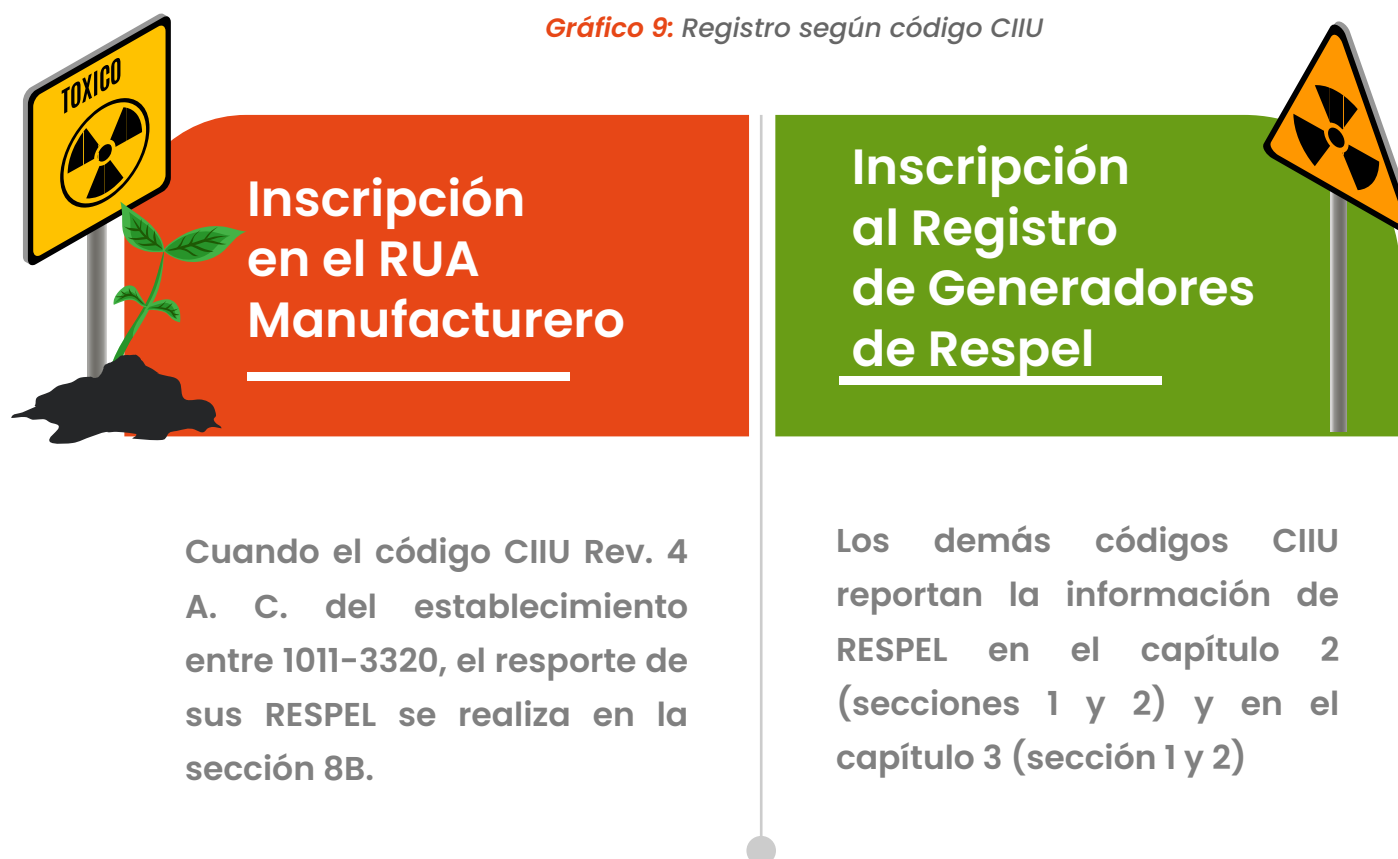 Gráfico 9: Registro según código CIIU
TOXICO
Inscripción
en el RUA
Manufacturero
Cuando el código CIIU Rev. 4
A. C. del establecimiento
entre 1011-3320, el resporte de
sus RESPEL se realiza en la
sección 8B.
Inscripción
al Registro
de Generadores
de Respel
Los demás códigos CIIU
reportan la información de
RESPEL en el capítulo 2
(secciones 1 y 2) y en el
capítulo 3 (sección 1 y 2)